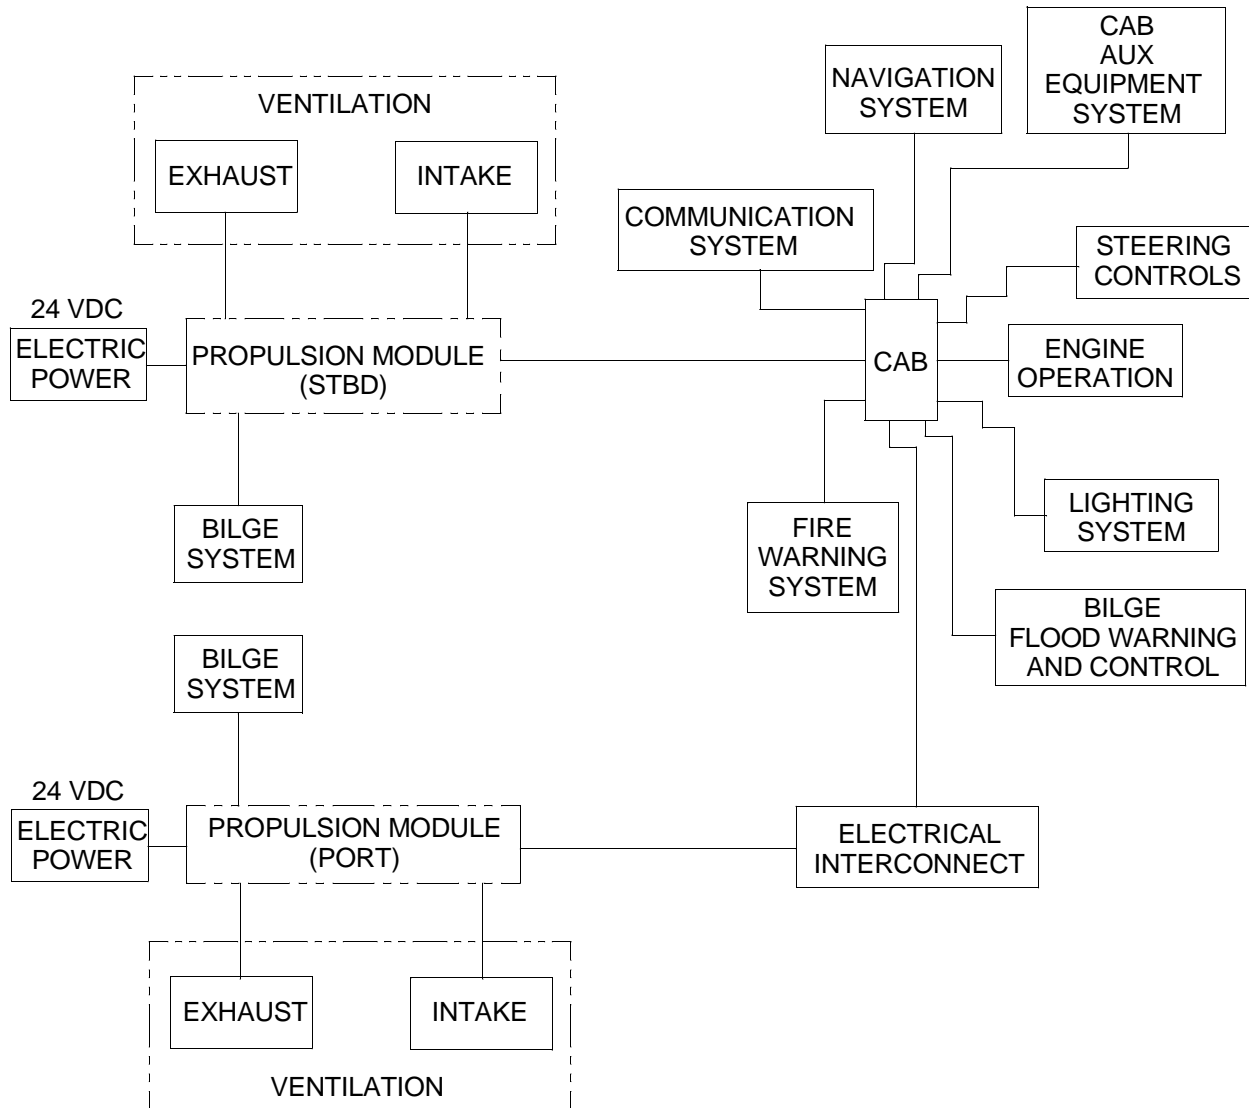 CAB
AUX
EQUIPMENT
SYSTEM
NAVIGATION
SYSTEM
VENTILATION
EXHAUST
INTAKE
COMMUNICATION
SYSTEM
STEERING
CONTROLS
24 VDC
ELECTRIC
POWER
PROPULSION MODULE
(STBD)
CAB
ENGINE
OPERATION
BILGE
SYSTEM
FIRE
WARNING
SYSTEM
LIGHTING
SYSTEM
BILGE
FLOOD WARNING
AND CONTROL
BILGE
SYSTEM
24 VDC
ELECTRIC
POWER
PROPULSION MODULE
(PORT)
ELECTRICAL
INTERCONNECT
EXHAUST
INTAKE
VENTILATION